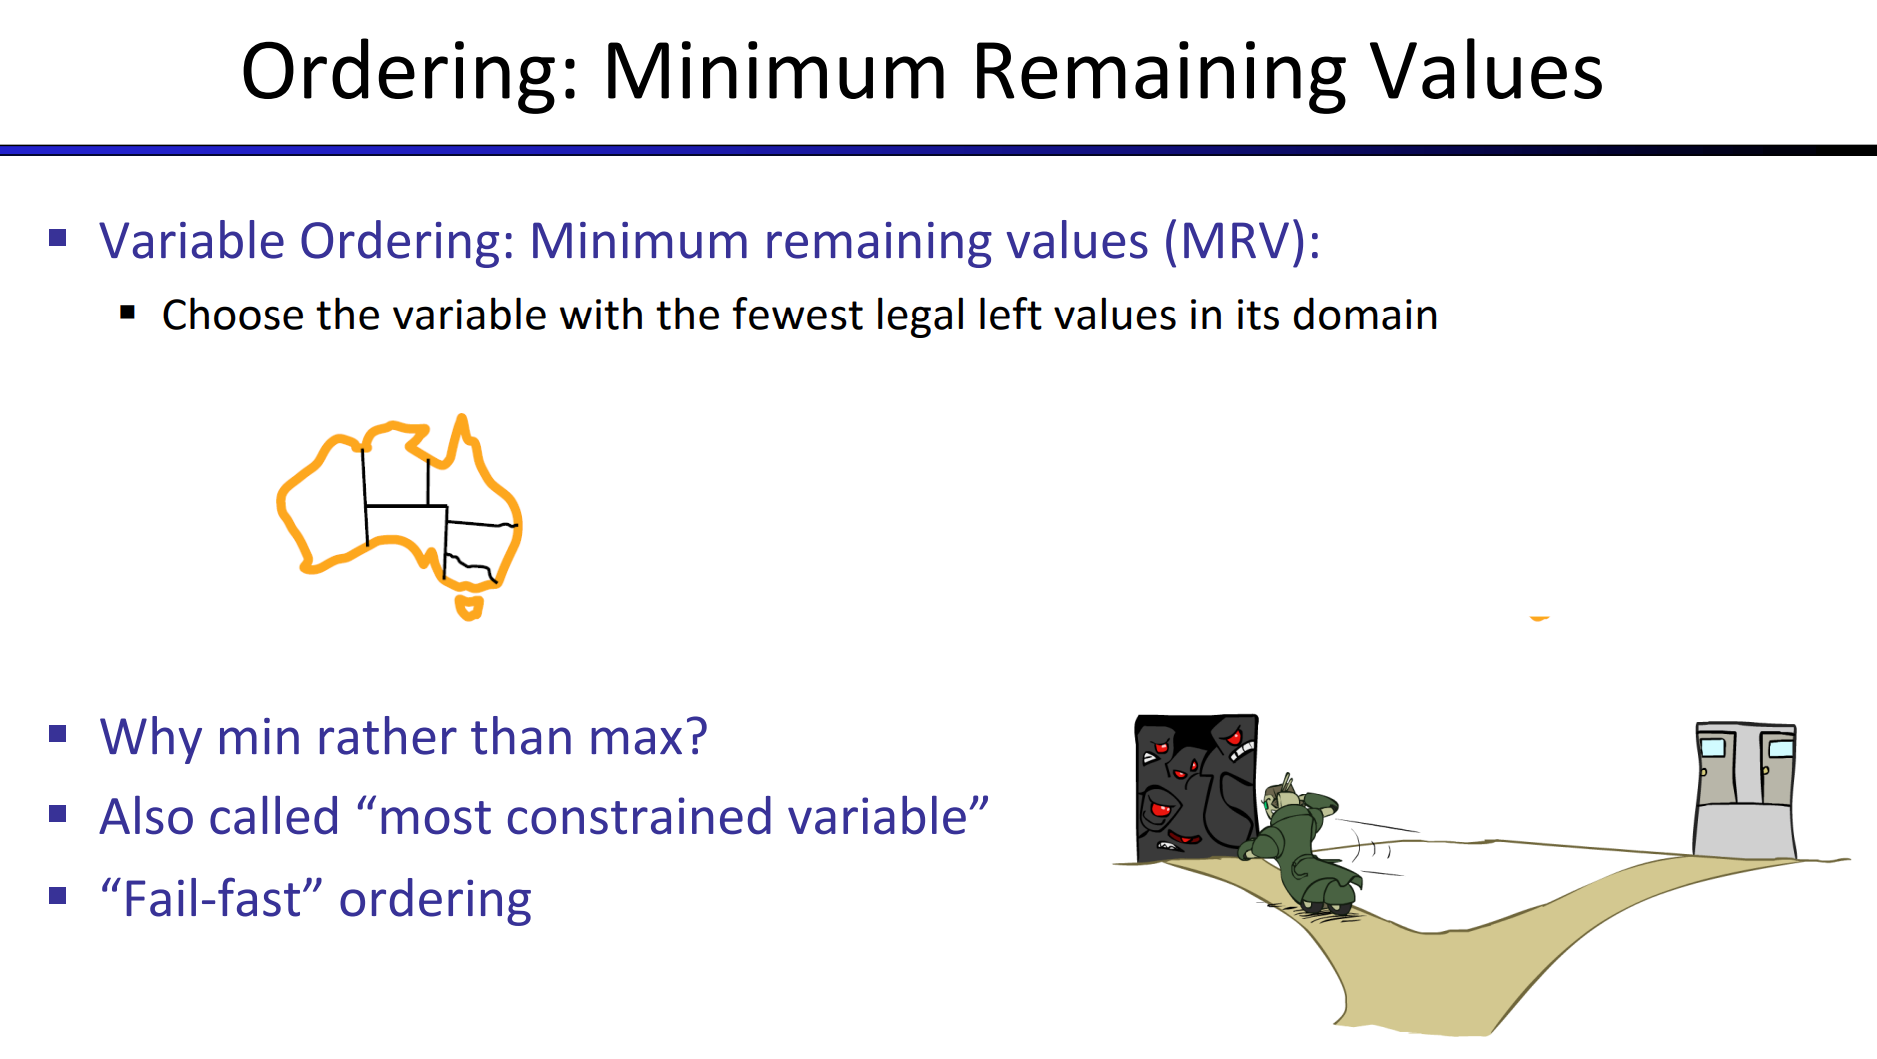 Ordering: Minimum Remaining Values
▪ Variable Ordering: Minimum remaining values (MRV):
▪ Choose the variable with the fewest legal left values in its domain
▪ Why min rather than max?
▪ Also called “most constrained variable”
▪ “Fail-fast” ordering